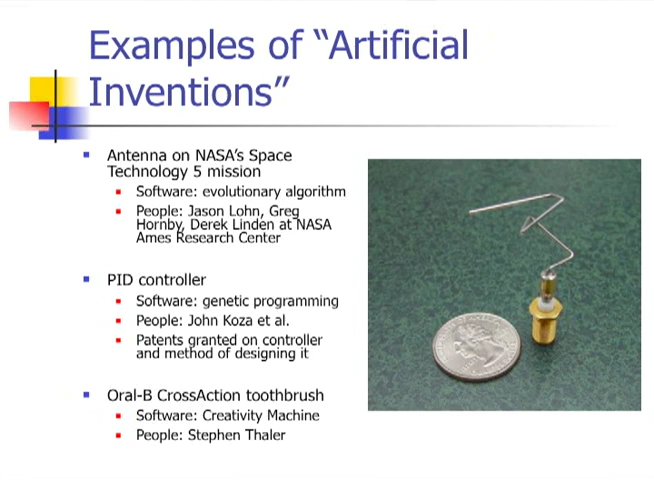 Examples of “Artificial
Inventions”
Antenna on NASA’s Space
Technology 5 mission
Software: evolutionary algorithm
People: Jason Lohn, Greg
Hornby, Derek Linden at NASA
Ames Research Center
PID controller
Software: genetic programming
People: John Koza et al.
Patents granted on controller
and method of designing it
Oral-B CrossAction toothbrush
Software: Creativity Machine
People: Stephen Thaler